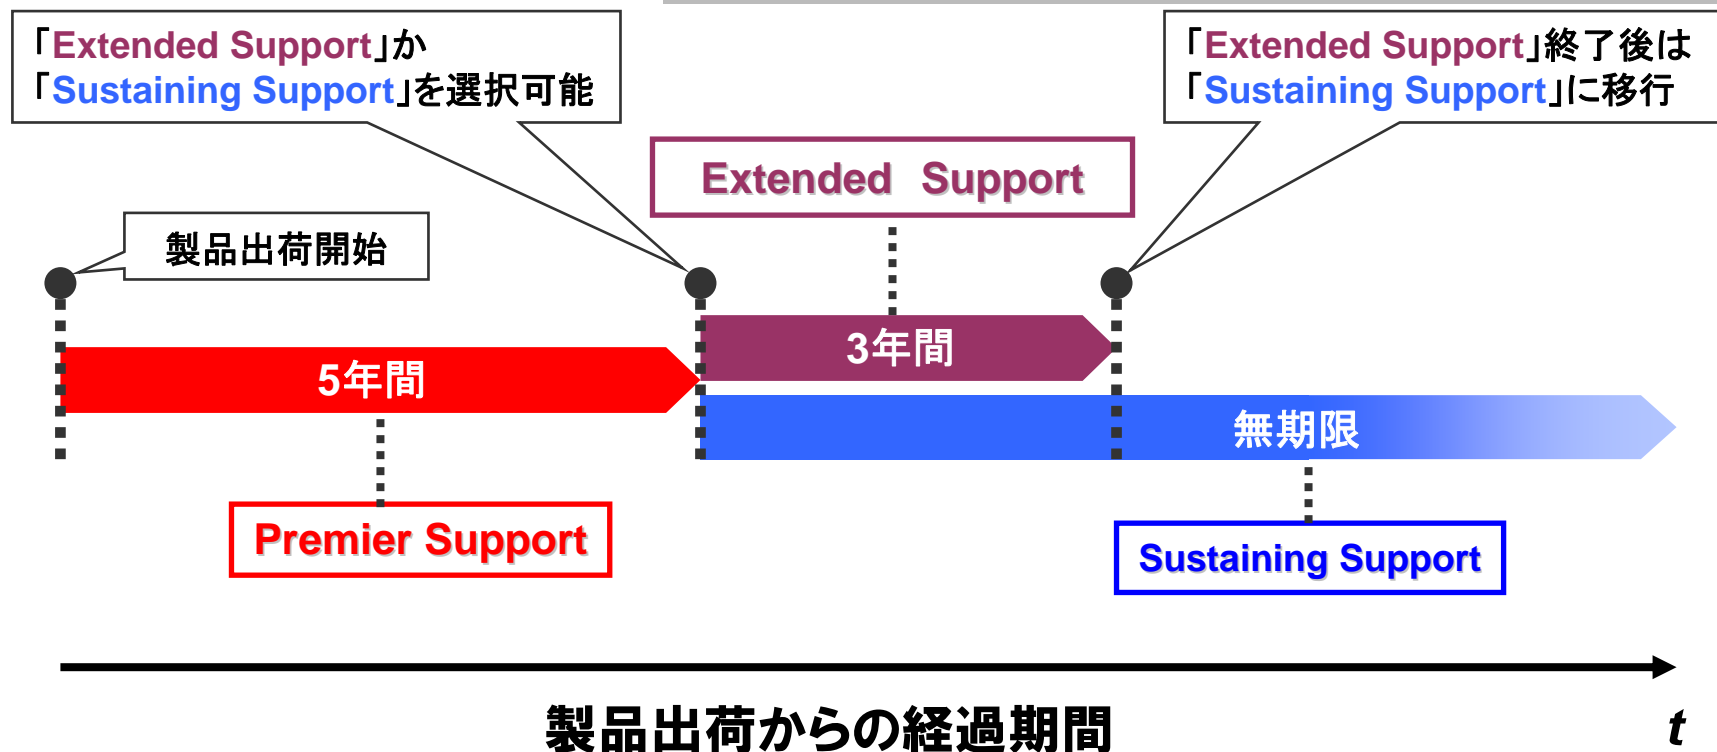 「Extended Support」か
「Sustaining Support」を選択可能
「Extended Support」終了後は
「Sustaining Support」に移行
Extended Support
製品出荷開始
3年間
5年間
無期限
Premier Support
Sustaining Support
製品出荷からの経過期間
t